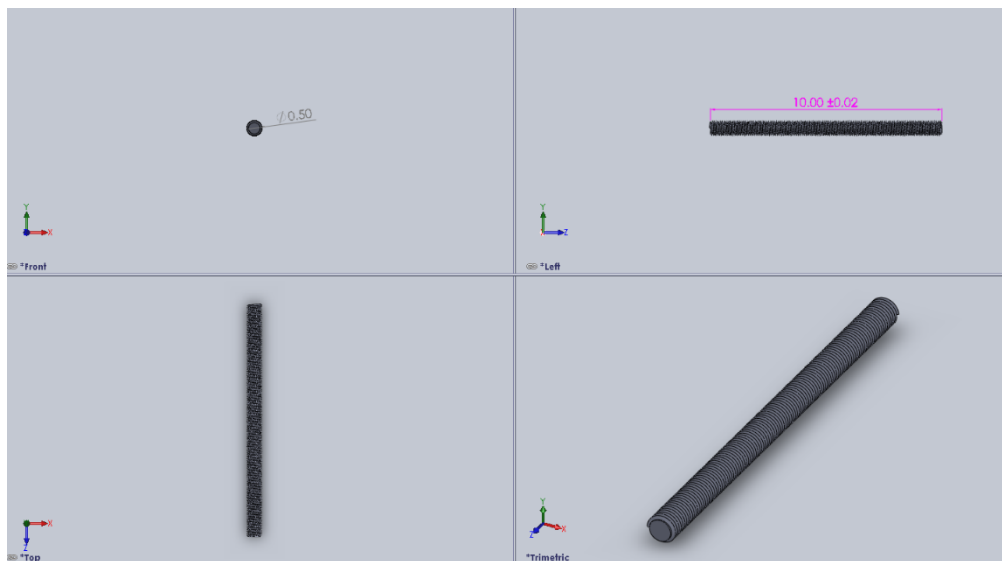 ⌀0.50
Y
X
*Front
10.00 ±0.02
Y
Z
*Left
X
Z
*Top
Y
Z
X
*Trimetric